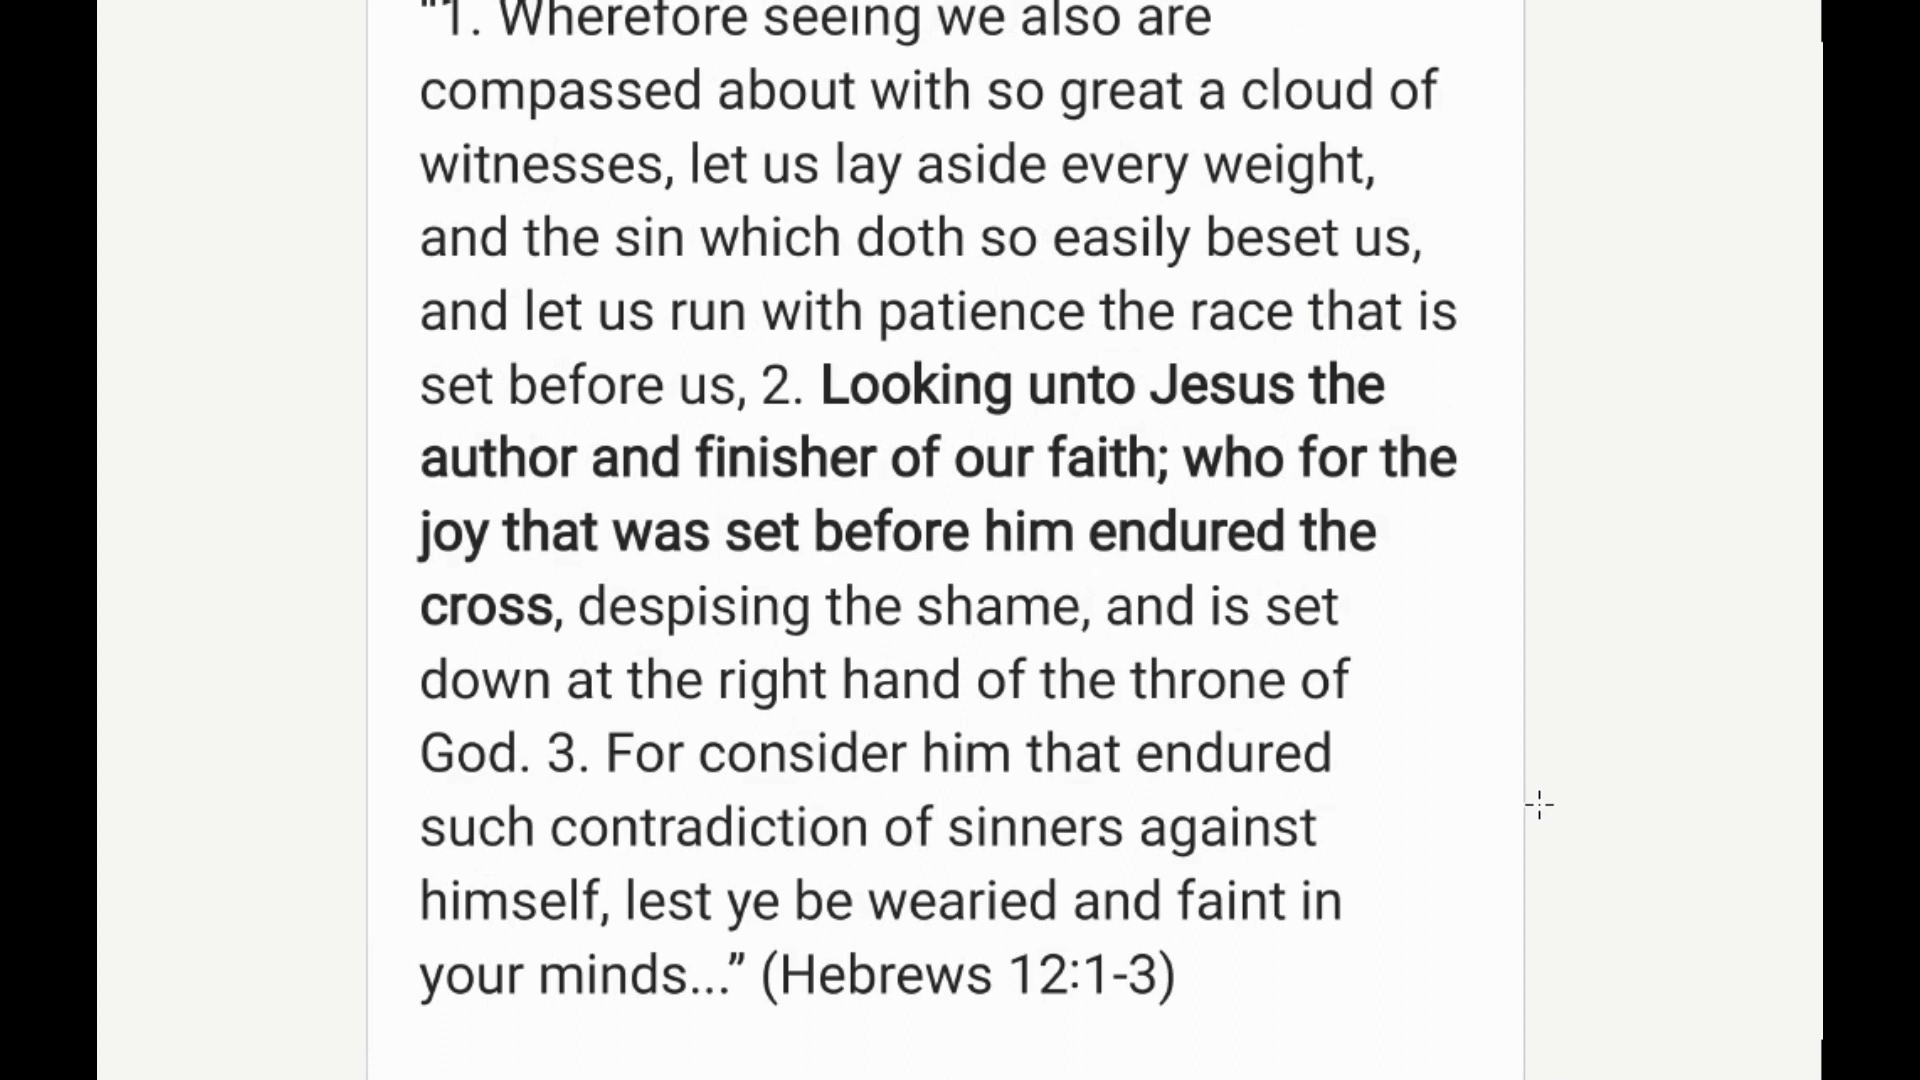 "1. Wherefore seeing we also are
compassed about with so great a cloud of
witnesses, let us lay aside every weight,
and the sin which doth so easily beset us,
and let us run with patience the race that is
set before us, 2. Looking unto Jesus the
author and finisher of our faith; who for the
joy that was set before him endured the
cross, despising the shame, and is set
down at the right hand of the throne of
God. 3. For consider him that endured
such contradiction of sinners against
himself, lest ye be wearied and faint in
your minds...” (Hebrews 12:1-3)